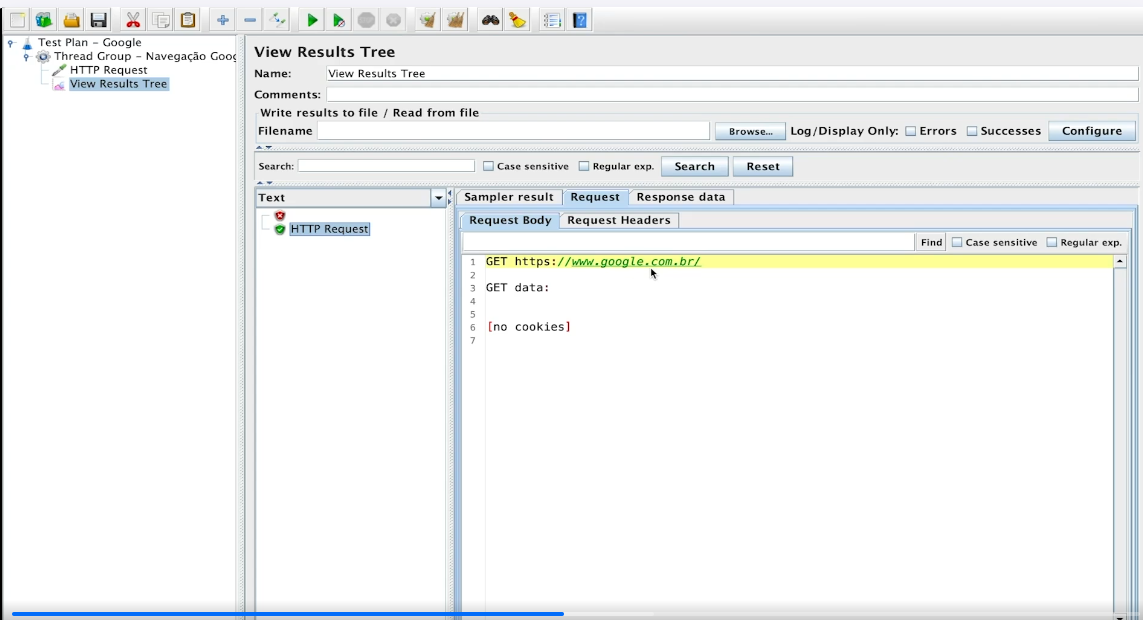 Test Plan - Google
Thread Group - Navegação Goog
HTTP Request
View Results Tree
View Results Tree
Name: View Results Tree
Comments:
Write results to file / Read from file
Filename Browse... Log/Display Only: Errors Successes Configure
Search: Case sensitive Regular exp. Search Reset
Text
HTTP Request
Sampler result Request Response data
Request Body Request Headers
Find Case sensitive Regular exp.
1 GET https://www.google.com.br/
2
3 GET data:
4
5
6 [no cookies]
7